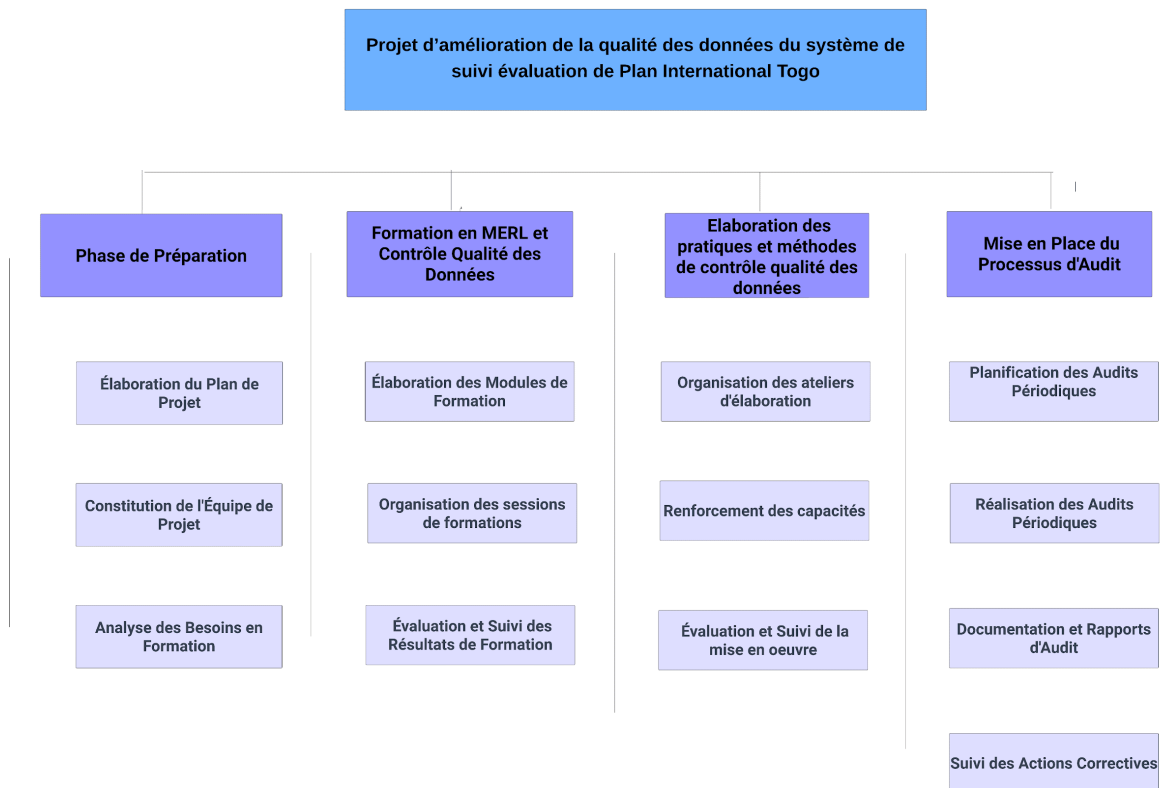 Projet d’amélioration de la qualité des données du système de
suivi évaluation de Plan International Togo
Phase de Préparation
Formation en MERL et
Contrôle Qualité des
Données
Elaboration des
pratiques et méthodes
de contrôle qualité des
données
Mise en Place du
Processus d'Audit
Élaboration du Plan de
Projet
Élaboration des Modules de
Formation
Organisation des ateliers
d'élaboration
Planification des Audits
Périodiques
Constitution de l'Équipe de
Projet
Organisation des sessions
de formations
Renforcement des capacités
Réalisation des Audits
Périodiques
Analyse des Besoins en
Formation
Évaluation et Suivi des
Résultats de Formation
Évaluation et Suivi de la
mise en oeuvre
Documentation et Rapports
d'Audit
Suivi des Actions Correctives